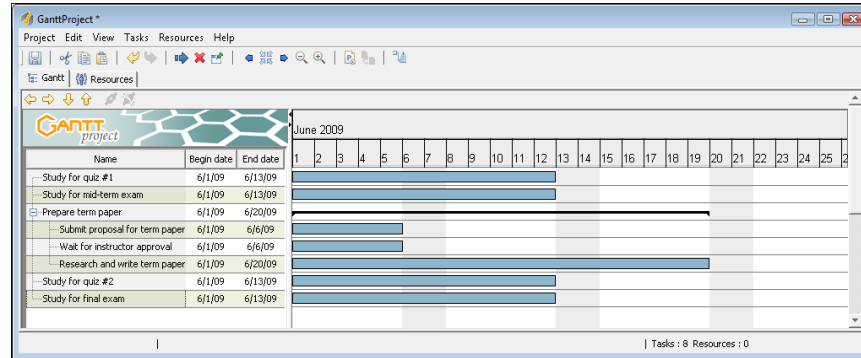 GanttProject *
Project Edit View Tasks Resources Help
Gantt Resources
GANTT
project
June 2009
Name Begin date End date 1 2 3 4 5 6 7 8 9 10 11 12 13 14 15 16 17 18 19 20 21 22 23 24 25
Study for quiz #1 6/1/09 6/13/09
Study for mid-term exam 6/1/09 6/13/09
Prepare term paper 6/1/09 6/20/09
Submit proposal for term paper 6/1/09 6/6/09
Wait for instructor approval 6/1/09 6/6/09
Research and write term paper 6/1/09 6/20/09
Study for quiz #2 6/1/09 6/13/09
Study for final exam 6/1/09 6/13/09
Tasks : 8 Resources : 0